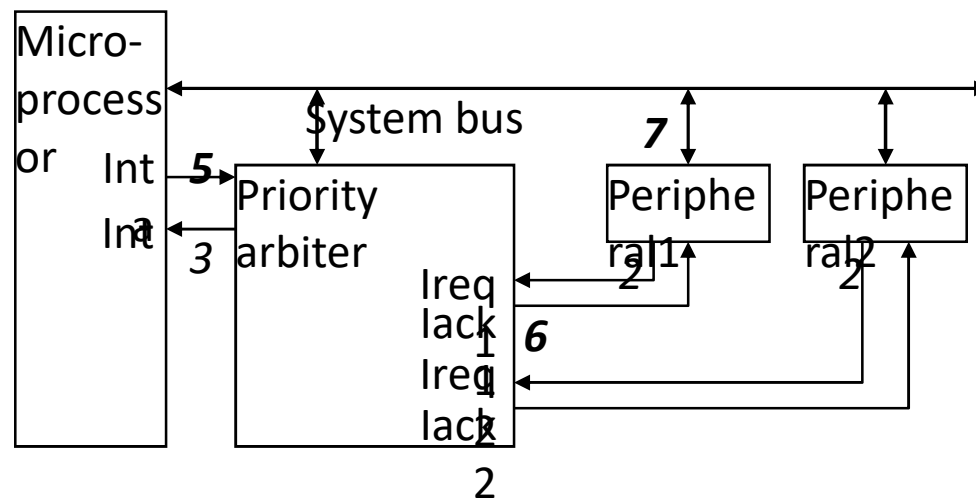 Micro-
process
or
System bus
7
Int
a
5
Int
3
Priority
arbiter
Periphe
ral1
2
Periphe
ral2
2
Ireq
1
Iack
1
6
Ireq
2
Iack
2